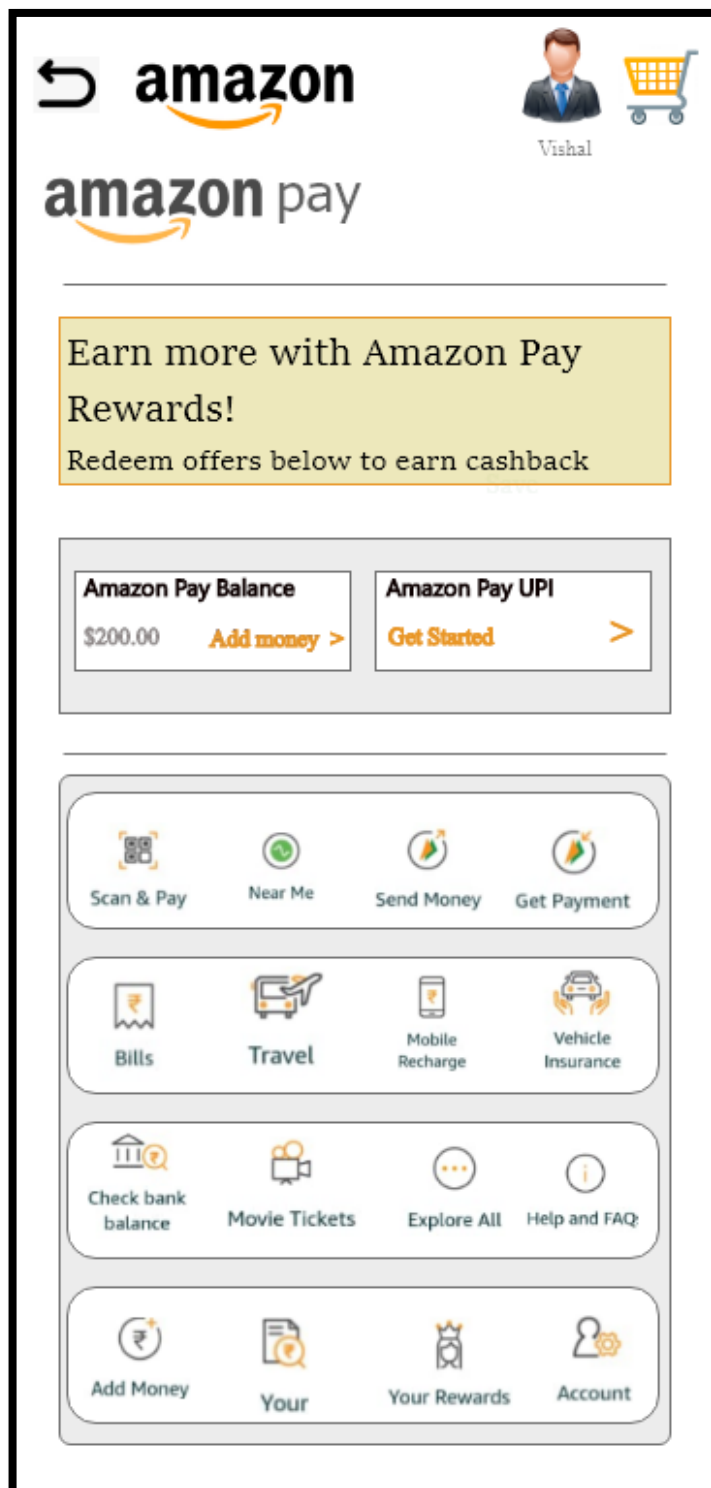 amazon
Vishal
amazon pay
Earn more with Amazon Pay
Rewards!
Redeem offers below to earn cashback
Save
Amazon Pay Balance
$200.00 Add money >
Amazon Pay UPI
Get Started >
Scan & Pay
Near Me
Send Money
Get Payment
₹
Bills
Travel
₹
Mobile
Recharge
Vehicle
Insurance
₹
Check bank
balance
Movie Tickets
Explore All
i
Help and FAQs
₹
Add Money
₹
Your
Your Rewards
Account